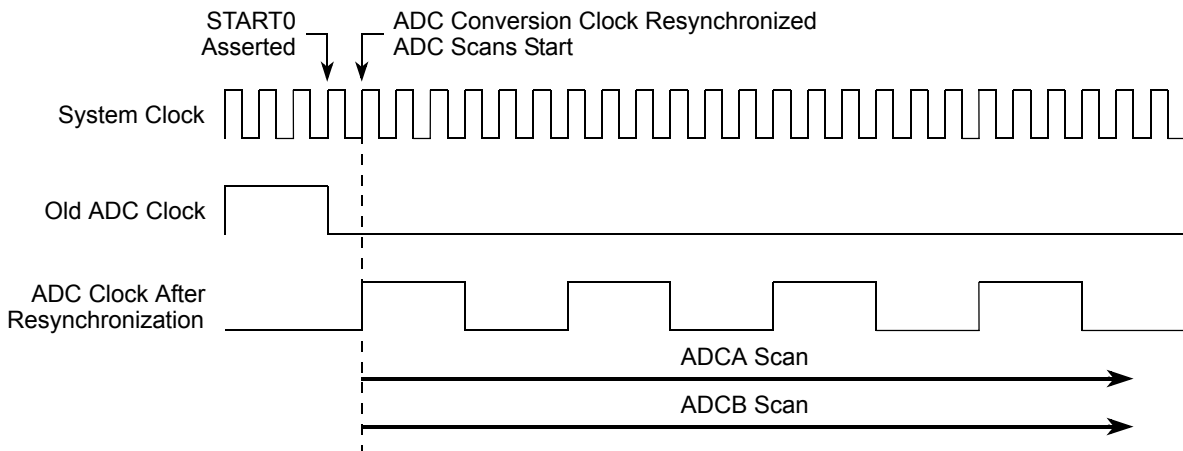 START0
Asserted
ADC Conversion Clock Resynchronized
ADC Scans Start
System Clock
Old ADC Clock
ADC Clock After
Resynchronization
ADCA Scan
ADCB Scan